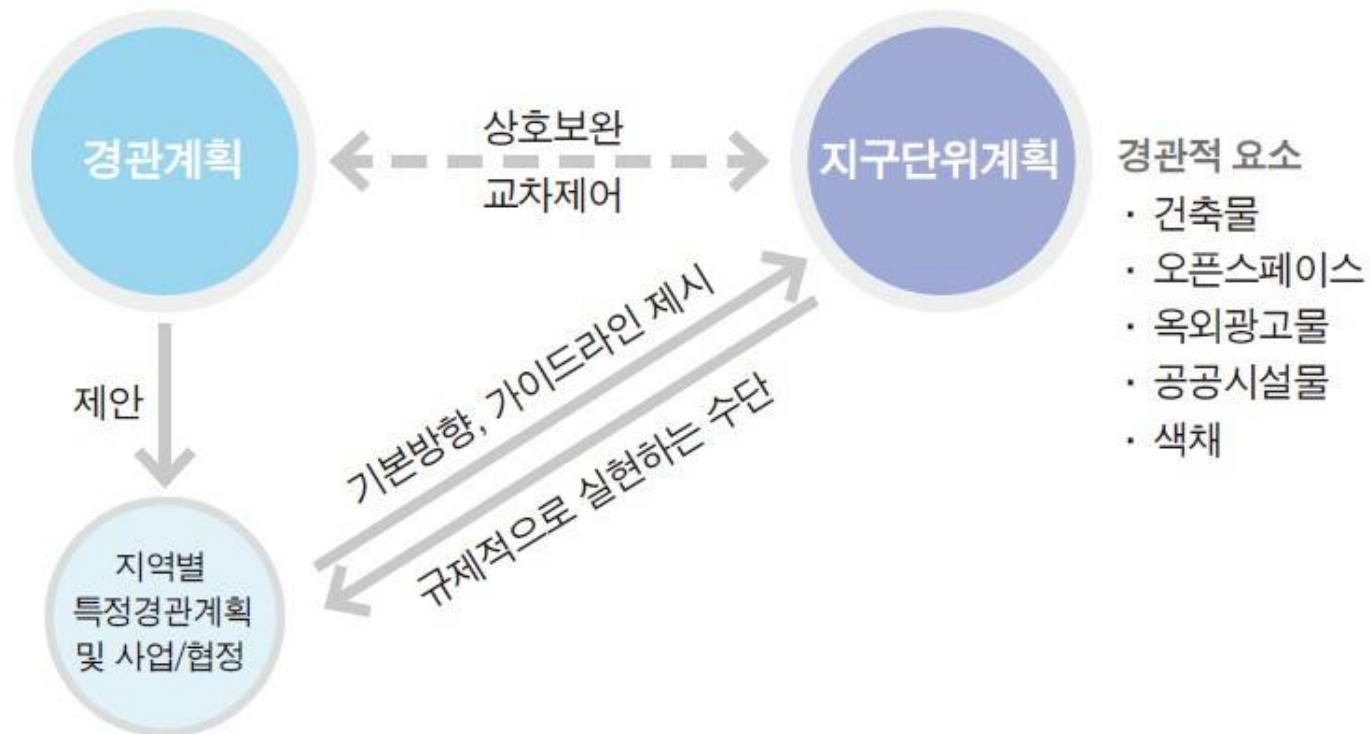 경관계획
상호보완
교차제어
지구단위계획
경관적 요소
· 건축물
· 오픈스페이스
· 옥외광고물
· 공공시설물
· 색채
제안
기본방향, 가이드라인 제시
규제적으로 실현하는 수단
지역별
특정경관계획
및 사업/협정